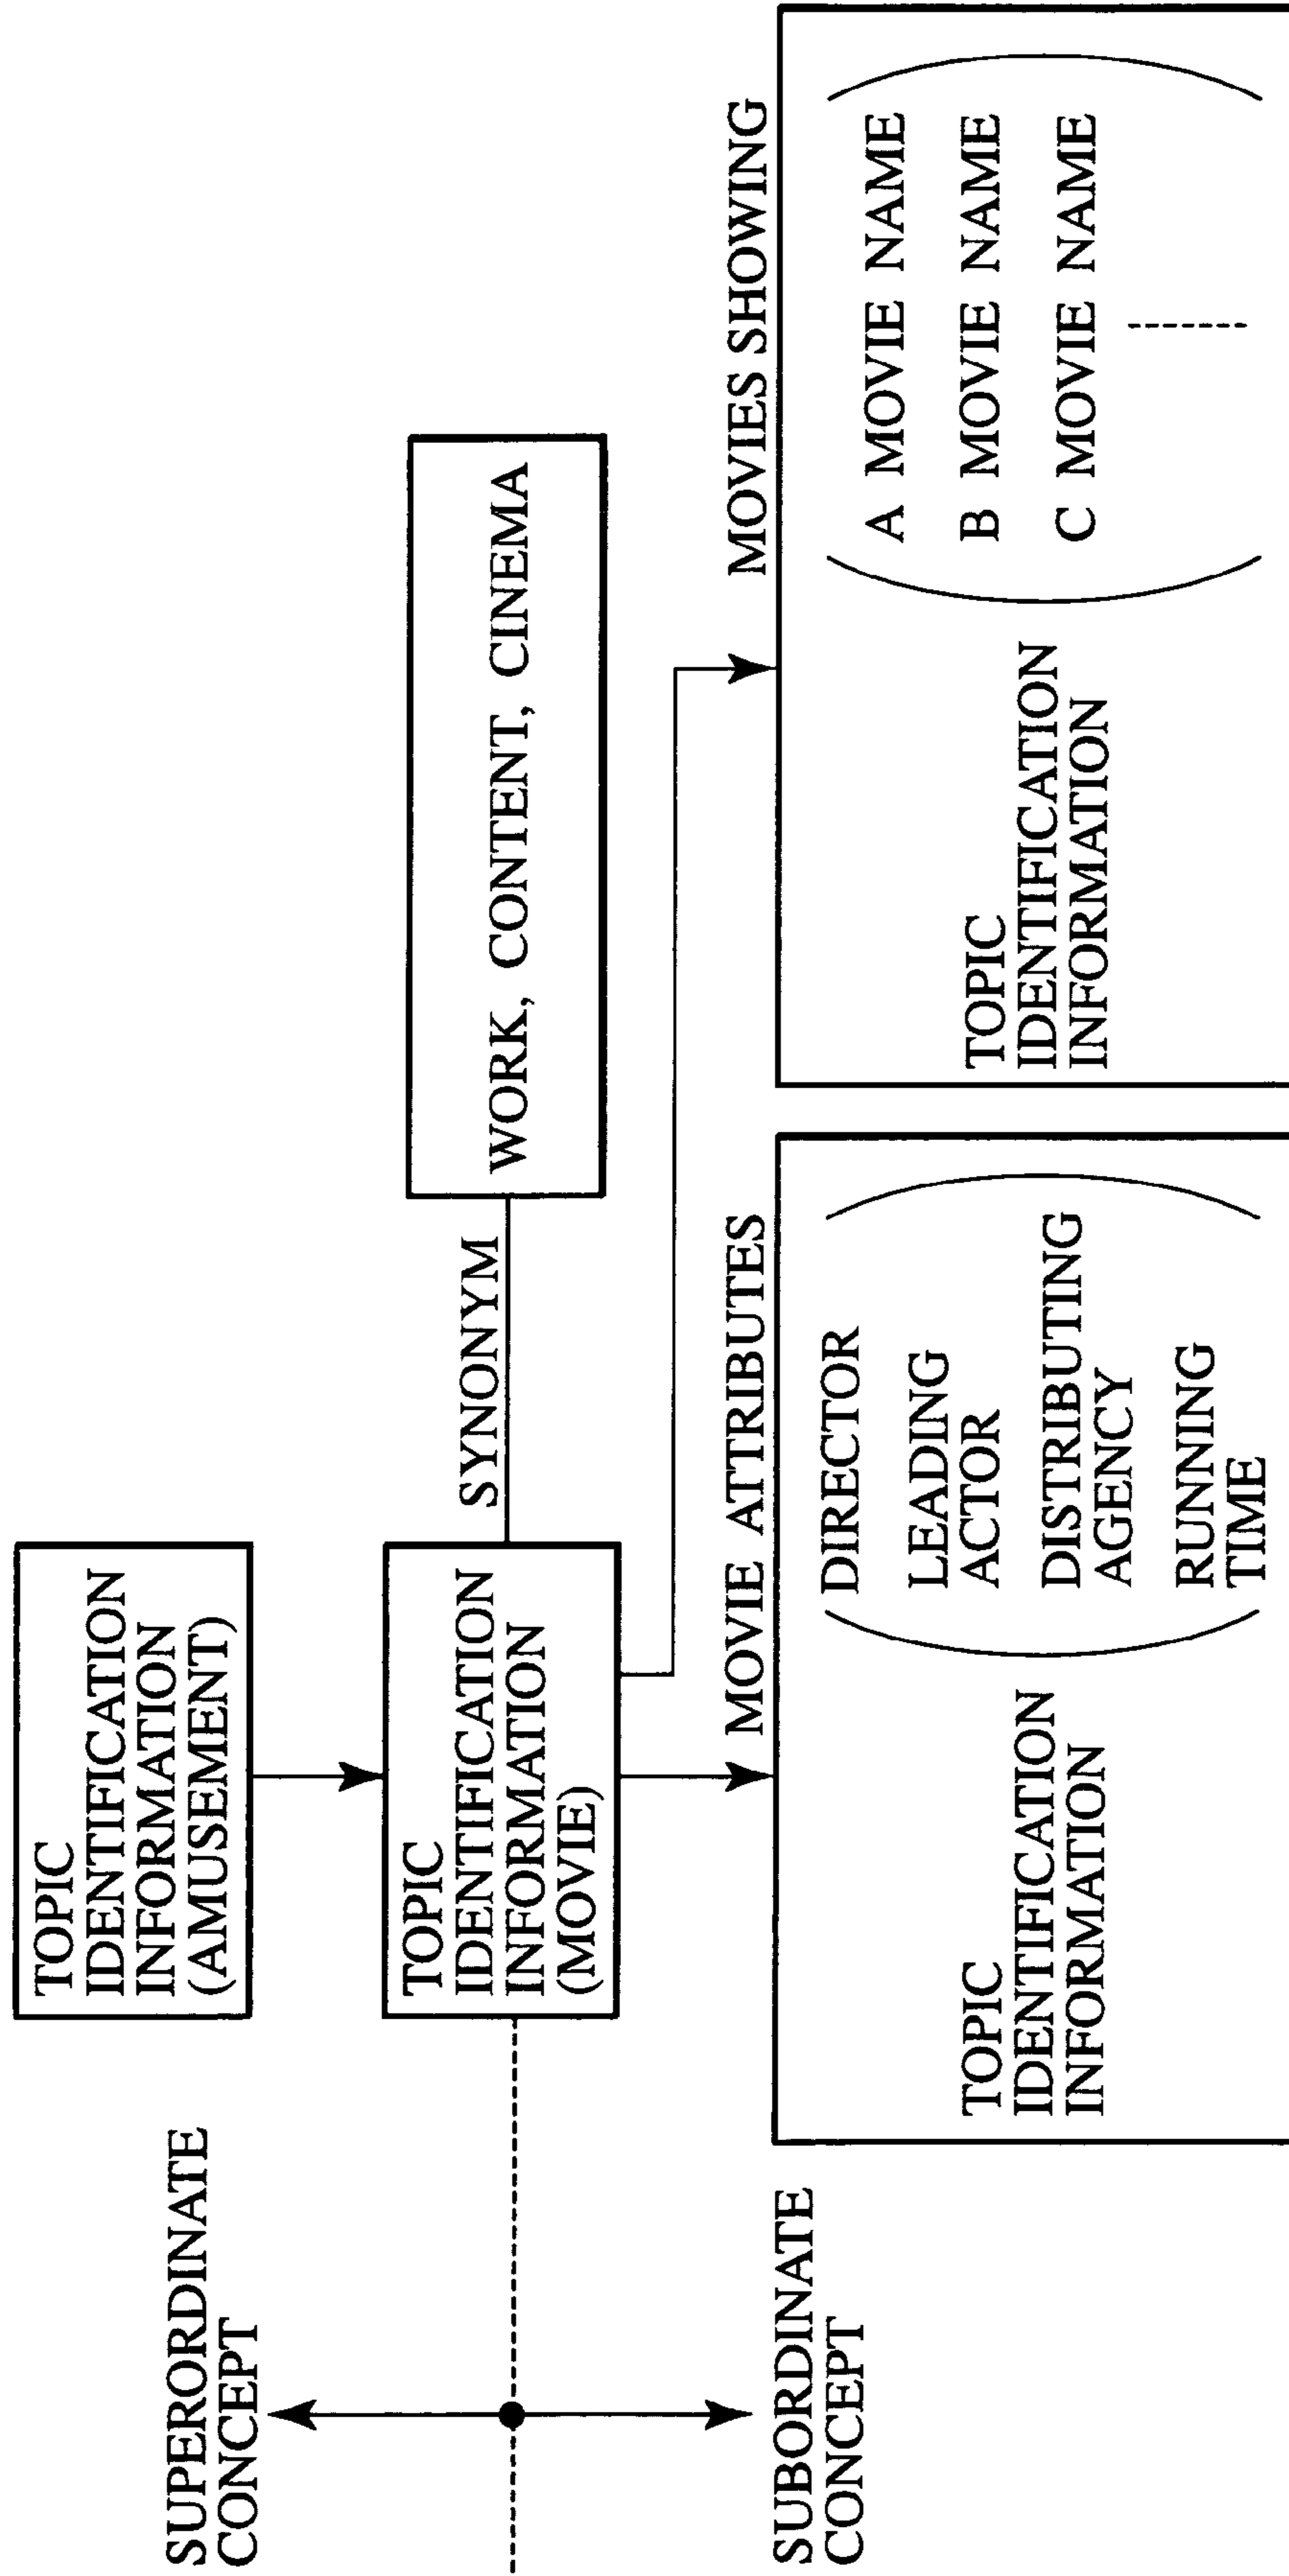 SUPERORDINATE
CONCEPT
SUBORDINATE
CONCEPT
TOPIC
IDENTIFICATION
INFORMATION
(AMUSEMENT)
TOPIC
IDENTIFICATION
INFORMATION
(MOVIE)
SYNONYM
WORK, CONTENT, CINEMA
MOVIE ATTRIBUTES
TOPIC
IDENTIFICATION
INFORMATION
DIRECTOR
LEADING
ACTOR
DISTRIBUTING
AGENCY
RUNNING
TIME
MOVIES SHOWING
TOPIC
IDENTIFICATION
INFORMATION
A MOVIE NAME
B MOVIE NAME
C MOVIE NAME